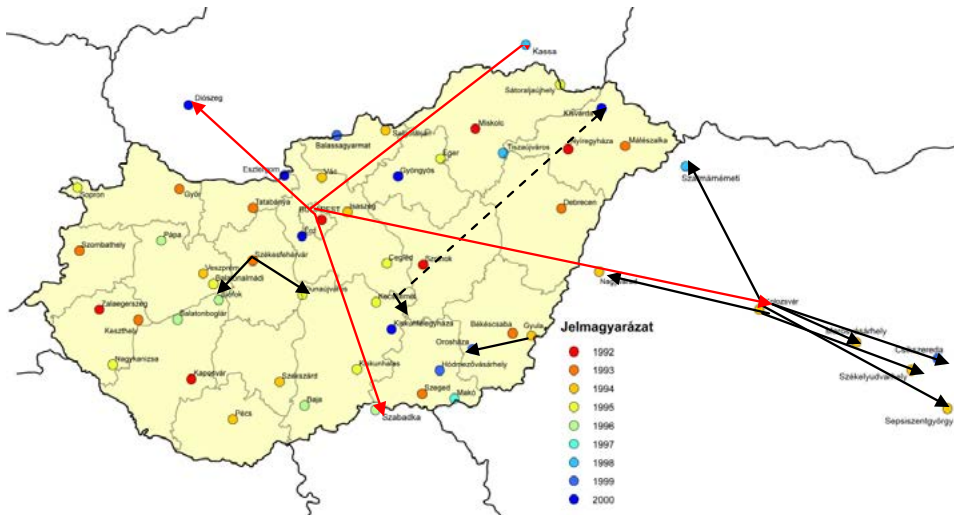 Kassa
Sátoraljaújhely
Diószeg
Kisvárda
Miskolc
Balassagyarmat
Tiszaújváros
Nyíregyháza
Mátészalka
Eger
Szatmárnémeti
Esztergom
Vác
Gyöngyös
Sopron
Győr
Tatabánya
BUDAPEST
Isaszeg
Debrecen
Érd
Pápa
Szombathely
Székesfehérvár
Cegléd
Szolnok
Veszprém
Balatonalmádi
Nagyvárad
Siófok
Dunaújváros
Kecskemét
Kolozsvár
Zalaegerszeg
Balatonboglár
Keszthely
Kiskunfélegyháza
Békéscsaba
Gyula
Jelmagyarázat
Marosvásárhely
Orosháza
Csíkszereda
1992
Nagykanizsa
Kaposvár
Kiskunhalas
Hódmezővásárhely
1993
Székelyudvarhely
Szekszárd
Szeged
Makó
1994
Baja
1995
Pécs
Szabadka
Sepsiszentgyörgy
1996
1997
1998
1999
2000